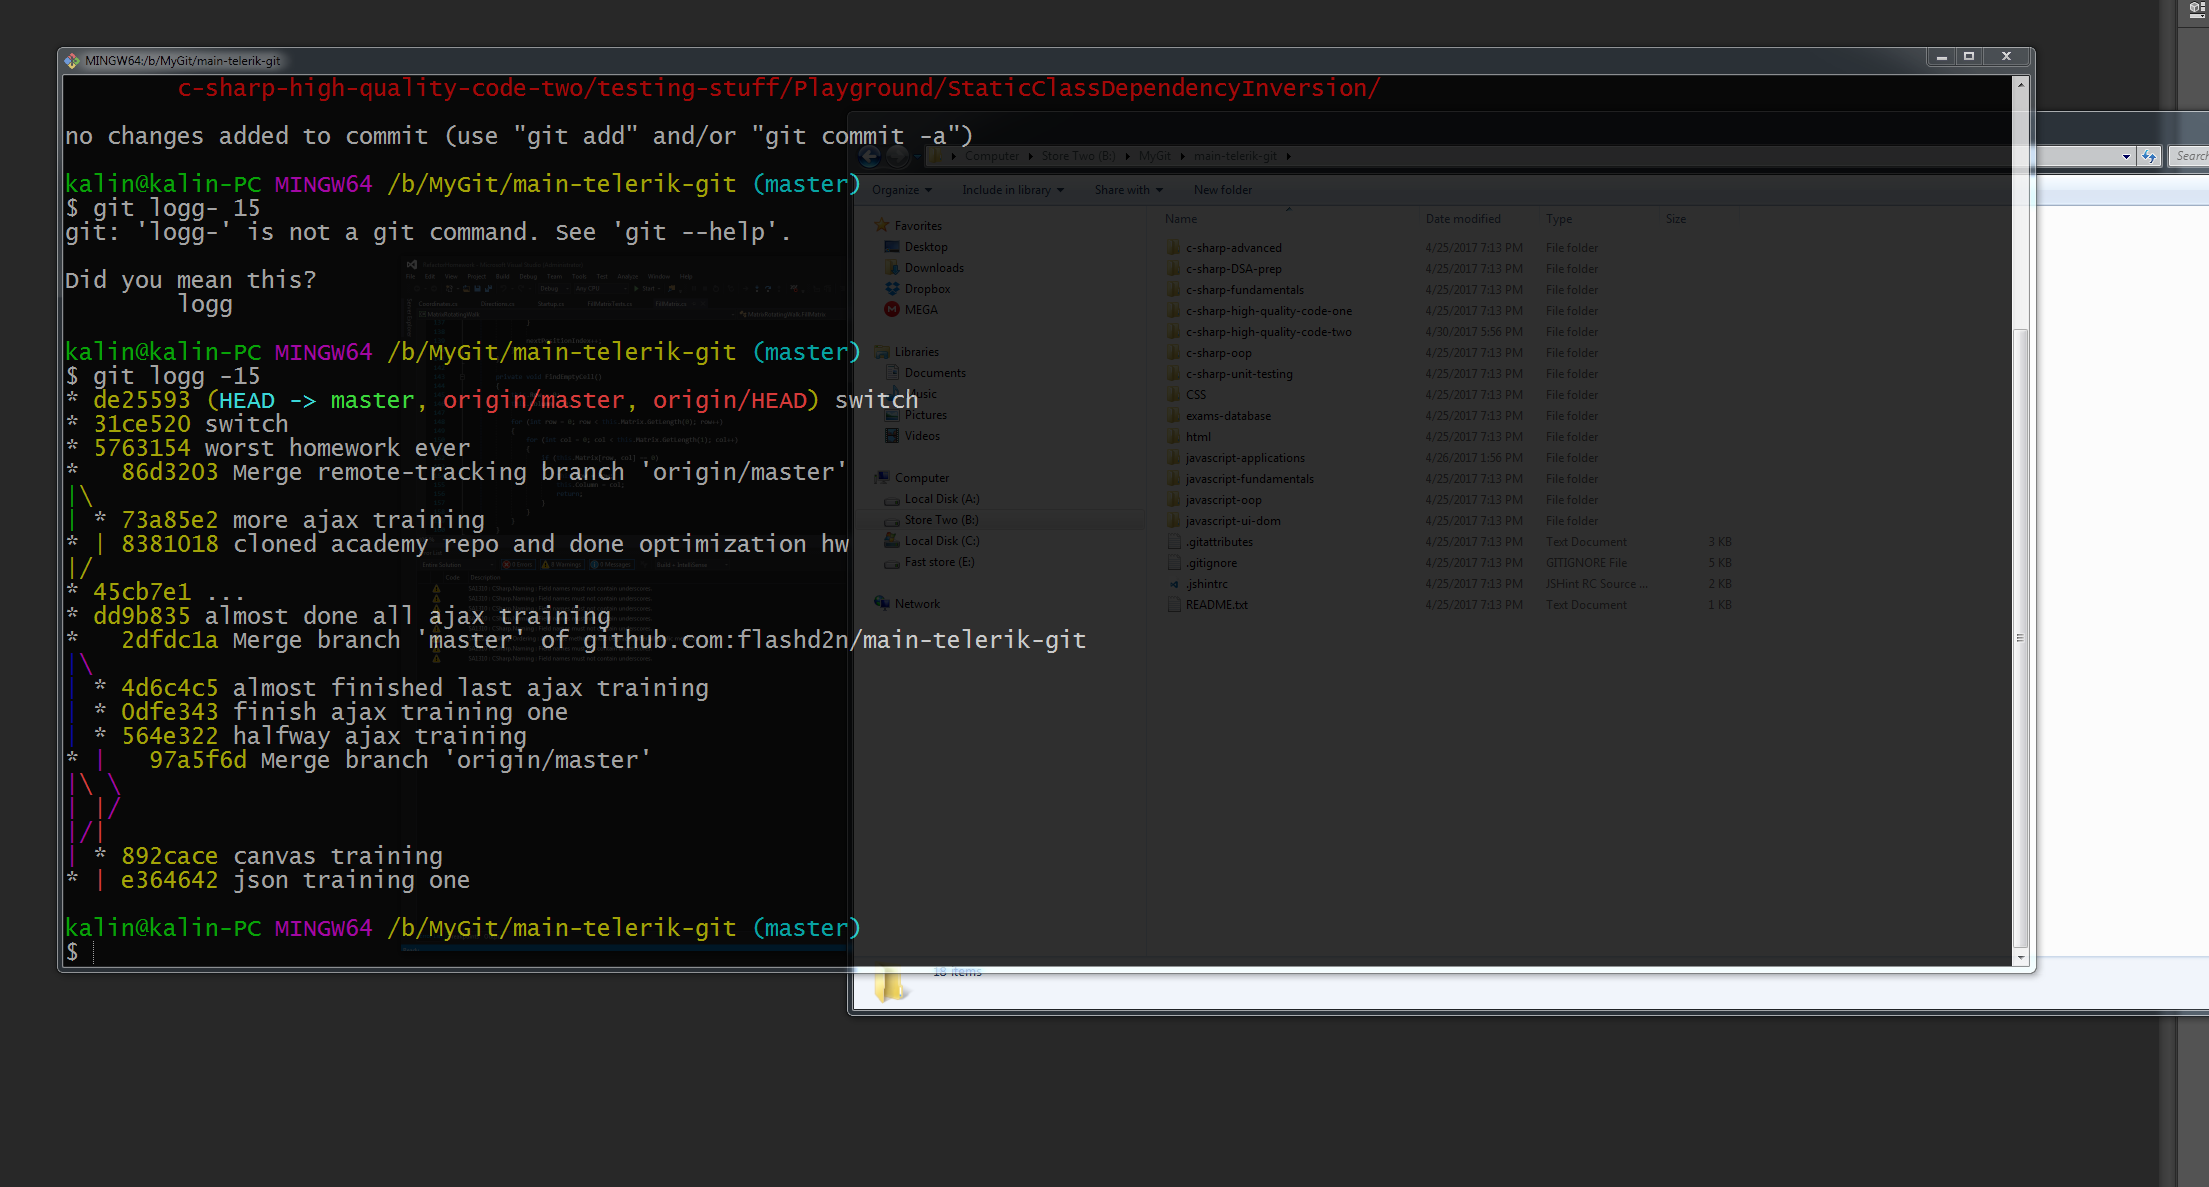 MINGW64:/b/MyGit/main-telerik-git
c-sharp-high-quality-code-two/testing-stuff/Playground/StaticClassDependencyInversion/
no changes added to commit (use "git add" and/or "git commit -a")
kalin@kalin-PC MINGW64 /b/MyGit/main-telerik-git (master)
$ git logg- 15
git: 'logg-' is not a git command. See 'git --help'.
Did you mean this?
logg
kalin@kalin-PC MINGW64 /b/MyGit/main-telerik-git (master)
$ git logg -15
* de25593 (HEAD -> master, origin/master, origin/HEAD) switch
* 31ce520 switch
* 5763154 worst homework ever
*   86d3203 Merge remote-tracking branch 'origin/master'
|\
| * 73a85e2 more ajax training
* | 8381018 cloned academy repo and done optimization hw
|/
* 45cb7e1 ...
* dd9b835 almost done all ajax training
*   2dfdc1a Merge branch 'master' of github.com:flashd2n/main-telerik-git
|\
| * 4d6c4c5 almost finished last ajax training
| * 0dfe343 finish ajax training one
| * 564e322 halfway ajax training
* |   97a5f6d Merge branch 'origin/master'
|\ \
| |/
|/|
| * 892cace canvas training
* | e364642 json training one
kalin@kalin-PC MINGW64 /b/MyGit/main-telerik-git (master)
$
Computer Store Two (B:) MyGit main-telerik-git
Search
Organize Include in library Share with New folder
Favorites
Desktop
Downloads
Dropbox
MEGA
Libraries
Documents
Music
Pictures
Videos
Computer
Local Disk (A:)
Store Two (B:)
Local Disk (C:)
Fast store (E:)
Network
Name Date modified Type Size
c-sharp-advanced 4/25/2017 7:13 PM File folder
c-sharp-DSA-prep 4/25/2017 7:13 PM File folder
c-sharp-fundamentals 4/25/2017 7:13 PM File folder
c-sharp-high-quality-code-one 4/25/2017 7:13 PM File folder
c-sharp-high-quality-code-two 4/30/2017 5:56 PM File folder
c-sharp-oop 4/25/2017 7:13 PM File folder
c-sharp-unit-testing 4/25/2017 7:13 PM File folder
CSS 4/25/2017 7:13 PM File folder
exams-database 4/25/2017 7:13 PM File folder
html 4/25/2017 7:13 PM File folder
javascript-applications 4/26/2017 1:56 PM File folder
javascript-fundamentals 4/25/2017 7:13 PM File folder
javascript-oop 4/25/2017 7:13 PM File folder
javascript-ui-dom 4/25/2017 7:13 PM File folder
.gitattributes 4/25/2017 7:13 PM Text Document 3 KB
.gitignore 4/25/2017 7:13 PM GITIGNORE File 5 KB
.jshintrc 4/25/2017 7:13 PM JSHint RC Source ... 2 KB
README.txt 4/25/2017 7:13 PM Text Document 1 KB
18 items